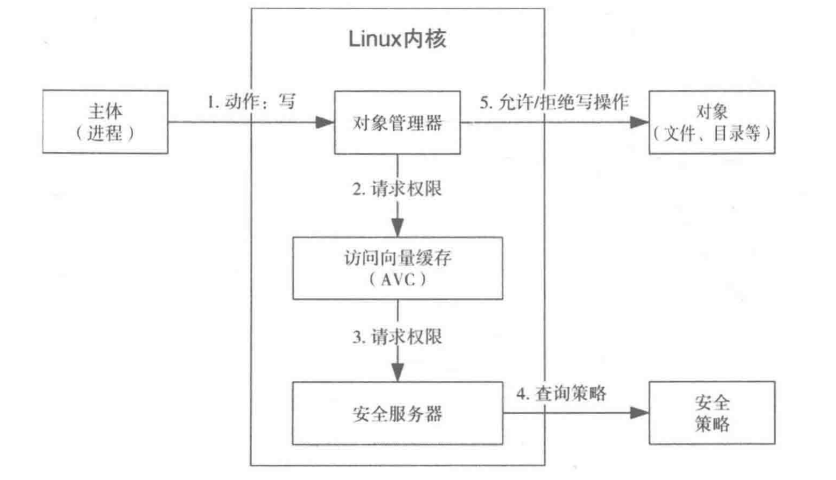 Linux内核
主体
（进程）
1. 动作：写
对象管理器
5. 允许/拒绝写操作
对象
（文件、目录等）
2. 请求权限
访问向量缓存
（AVC）
3. 请求权限
安全服务器
4. 查询策略
安全
策略